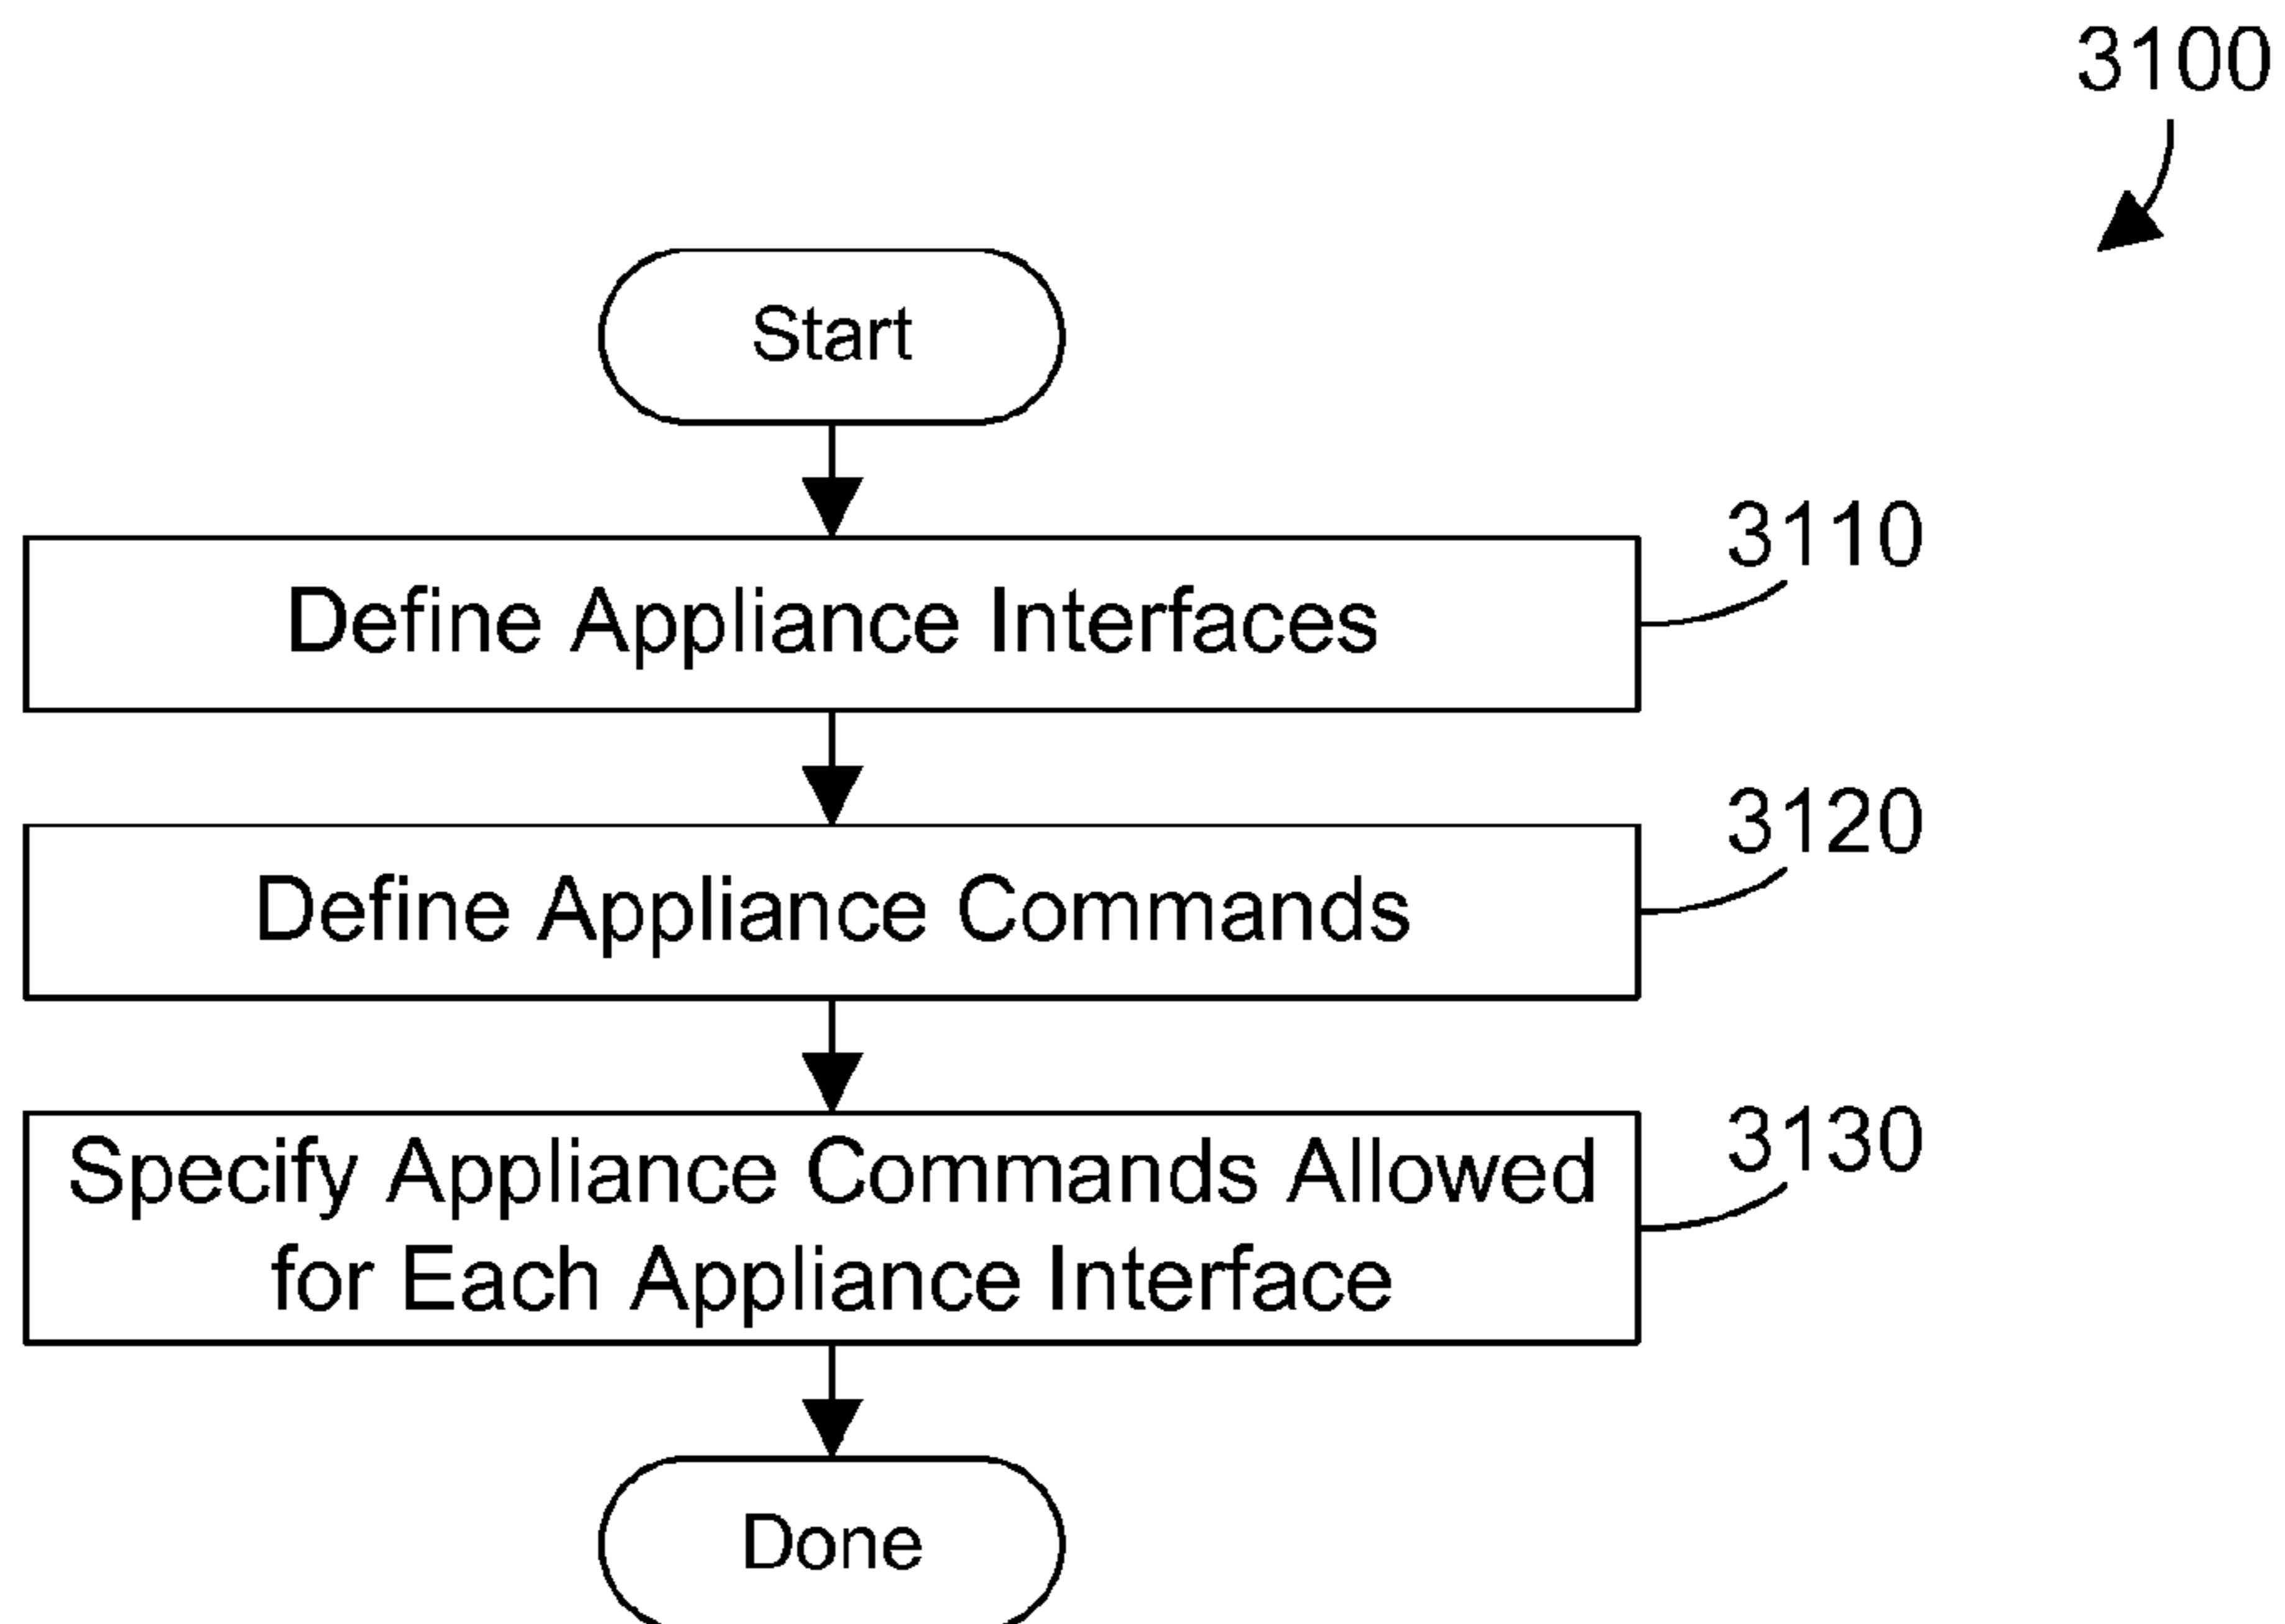 3100
Start
Define Appliance Interfaces
3110
Define Appliance Commands
3120
Specify Appliance Commands Allowed
for Each Appliance Interface
3130
Done